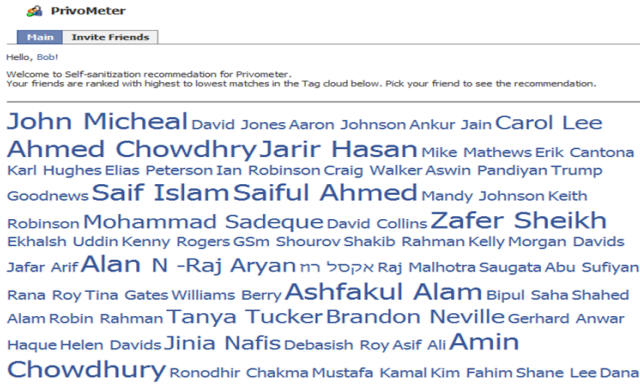 PrivoMeter
Main Invite Friends
Hello, Bob!
Welcome to Self-sanitization recommedation for Privometer.
Your friends are ranked with highest to lowest matches in the Tag cloud below. Pick your friend to see the recommendation.
John Micheal David Jones Aaron Johnson Ankur Jain Carol Lee
Ahmed Chowdhry Jarir Hasan Mike Mathews Erik Cantona
Karl Hughes Elias Peterson Ian Robinson Craig Walker Aswin Pandiyan Trump
Goodnews Saif Islam Saiful Ahmed Mandy Johnson Keith
Robinson Mohammad Sadeque David Collins Zafer Sheikh
Ekhalsh Uddin Kenny Rogers GSm Shourov Shakib Rahman Kelly Morgan Davids
Jafar Arif Alan N -Raj Aryan אקסל רוז Raj Malhotra Saugata Abu Sufiyan
Rana Roy Tina Gates Williams Berry Ashfakul Alam Bipul Saha Shahed
Alam Robin Rahman Tanya Tucker Brandon Neville Gerhard Anwar
Haque Helen Davids Jinia Nafis Debasish Roy Asif Ali Amin
Chowdhury Ronodhir Chakma Mustafa Kamal Kim Fahim Shane Lee Dana